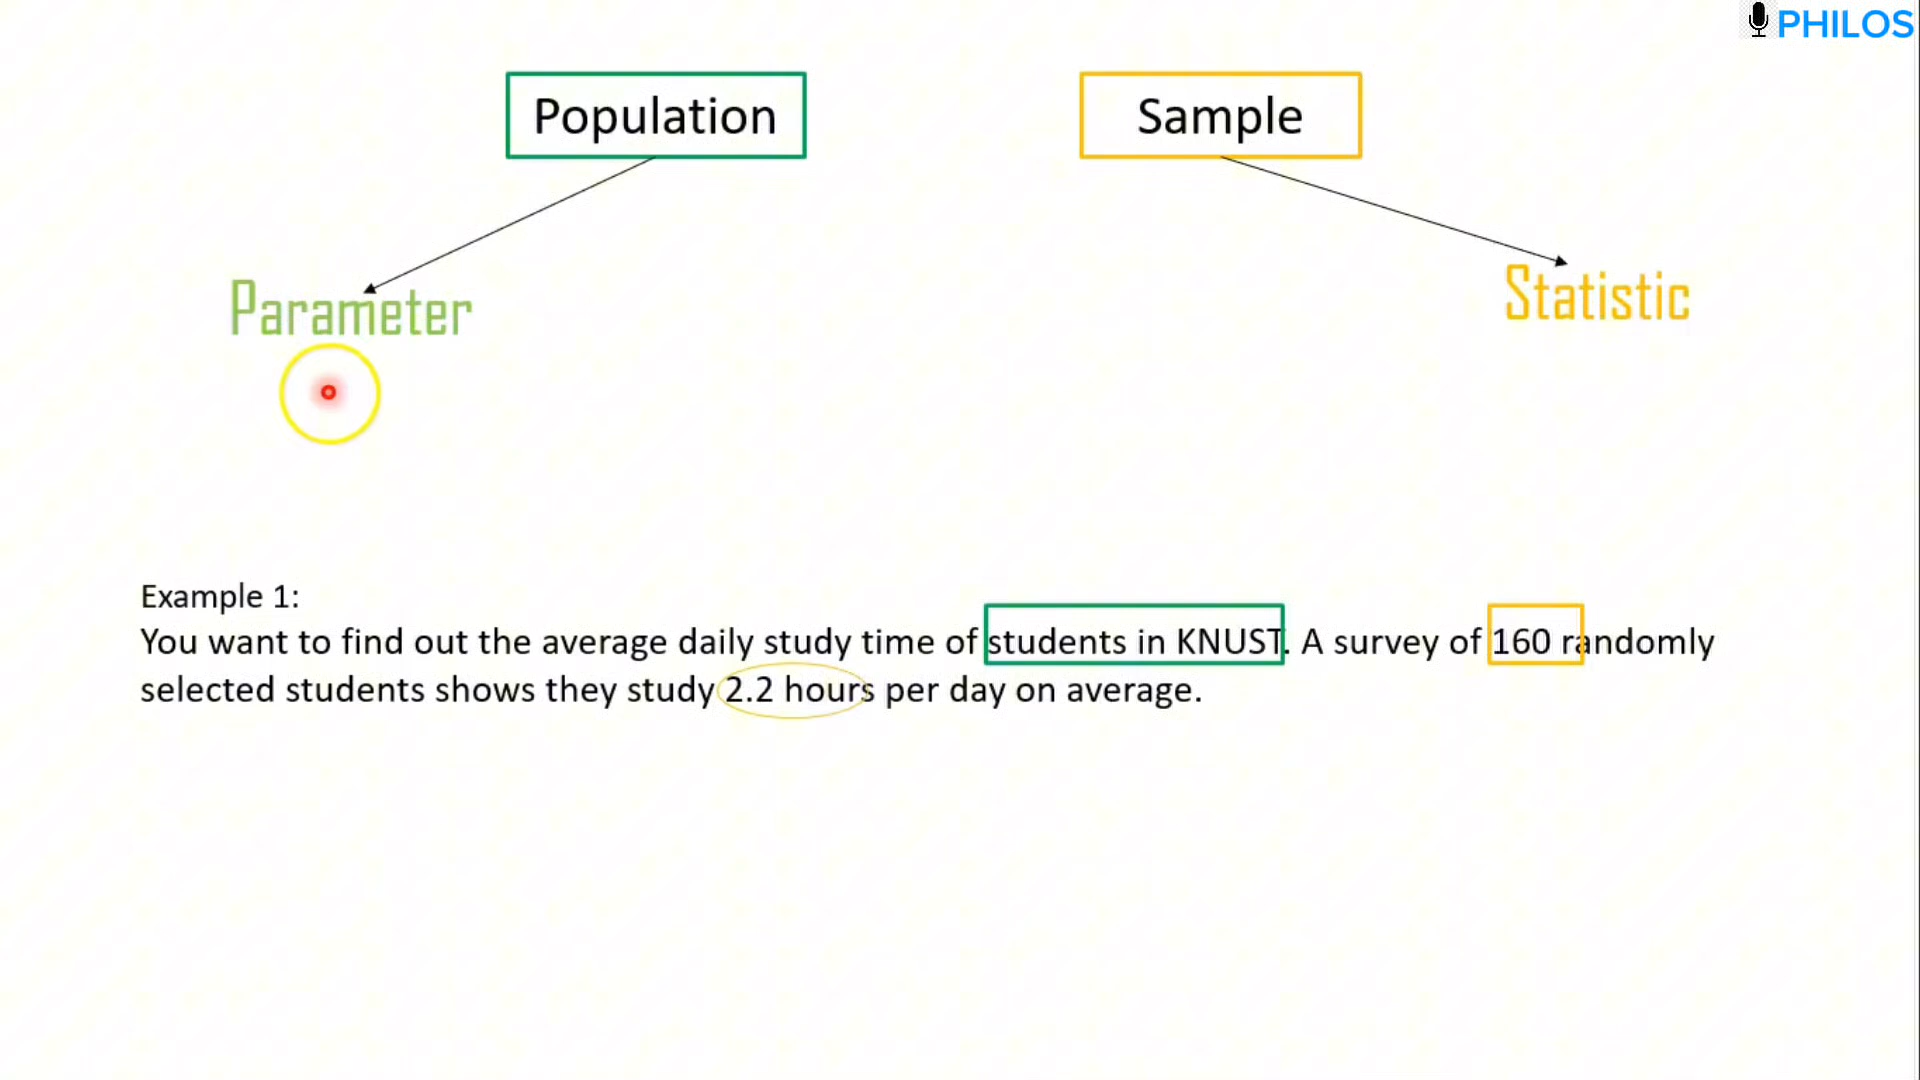 PHILOS
Population
Sample
Parameter
Statistic
Example 1:
You want to find out the average daily study time of students in KNUST. A survey of 160 randomly
selected students shows they study 2.2 hours per day on average.